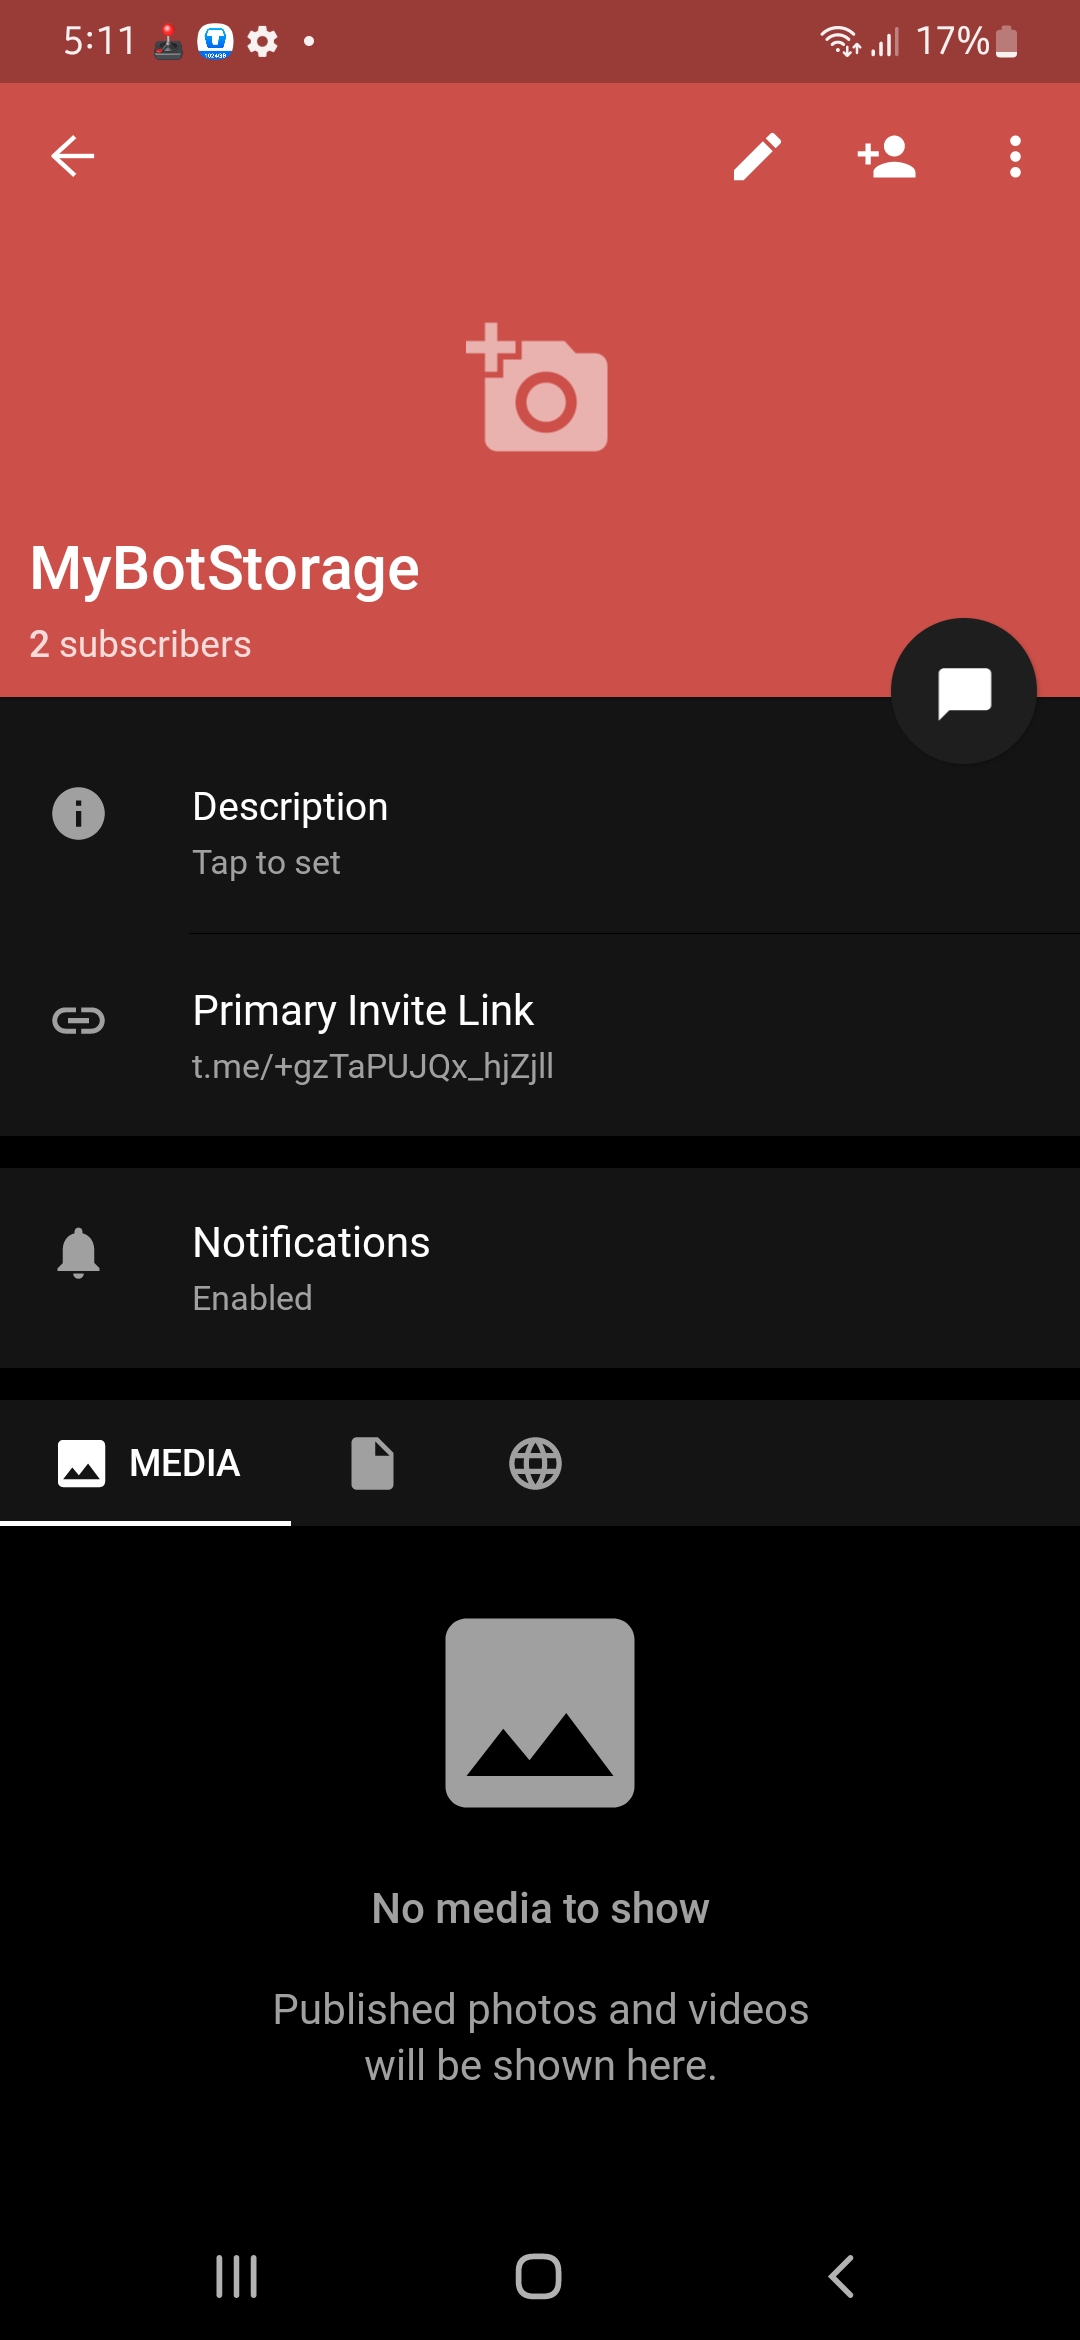 5:11
17%
MyBotStorage
2 subscribers
Description
Tap to set
Primary Invite Link
t.me/+gzTaPUJQx_hjZjll
Notifications
Enabled
MEDIA
No media to show
Published photos and videos
will be shown here.